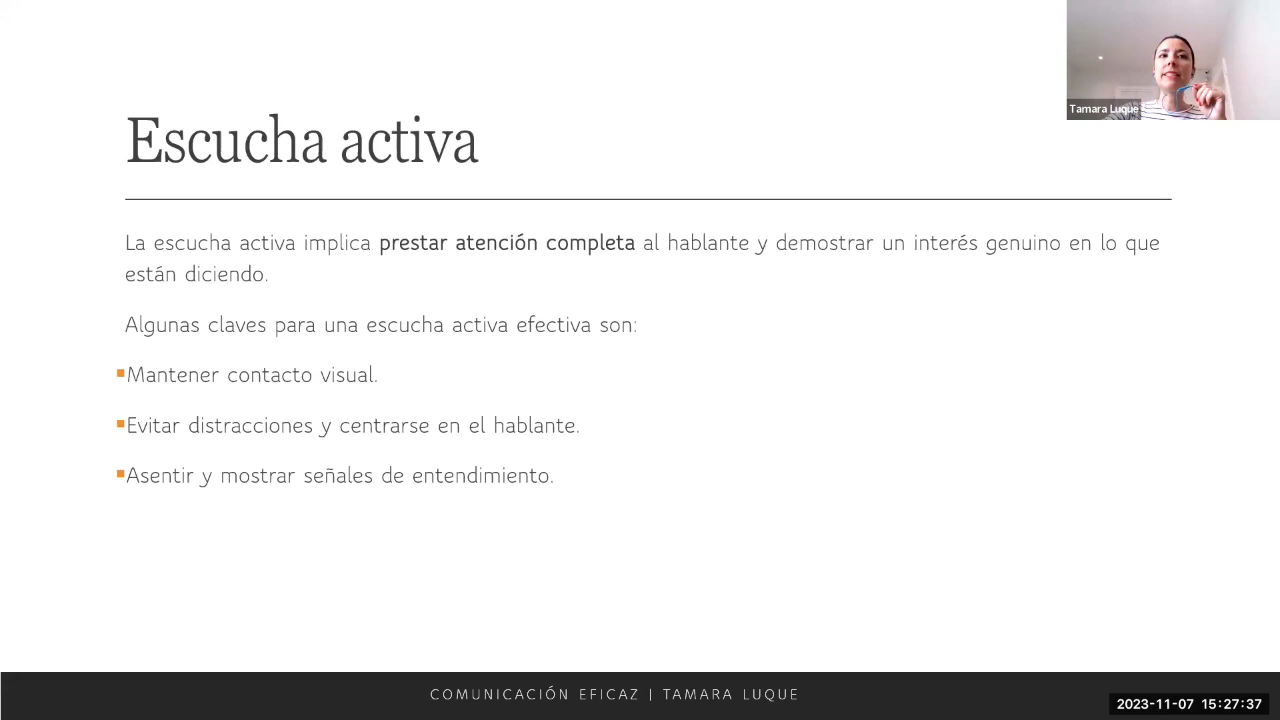 Tamara Luque
Escucha activa
La escucha activa implica prestar atención completa al hablante y demostrar un interés genuino en lo que
están diciendo.
Algunas claves para una escucha activa efectiva son:
▪Mantener contacto visual.
▪Evitar distracciones y centrarse en el hablante.
▪Asentir y mostrar señales de entendimiento.
COMUNICACIÓN EFICAZ | TAMARA LUQUE
2023-11-07 15:27:37